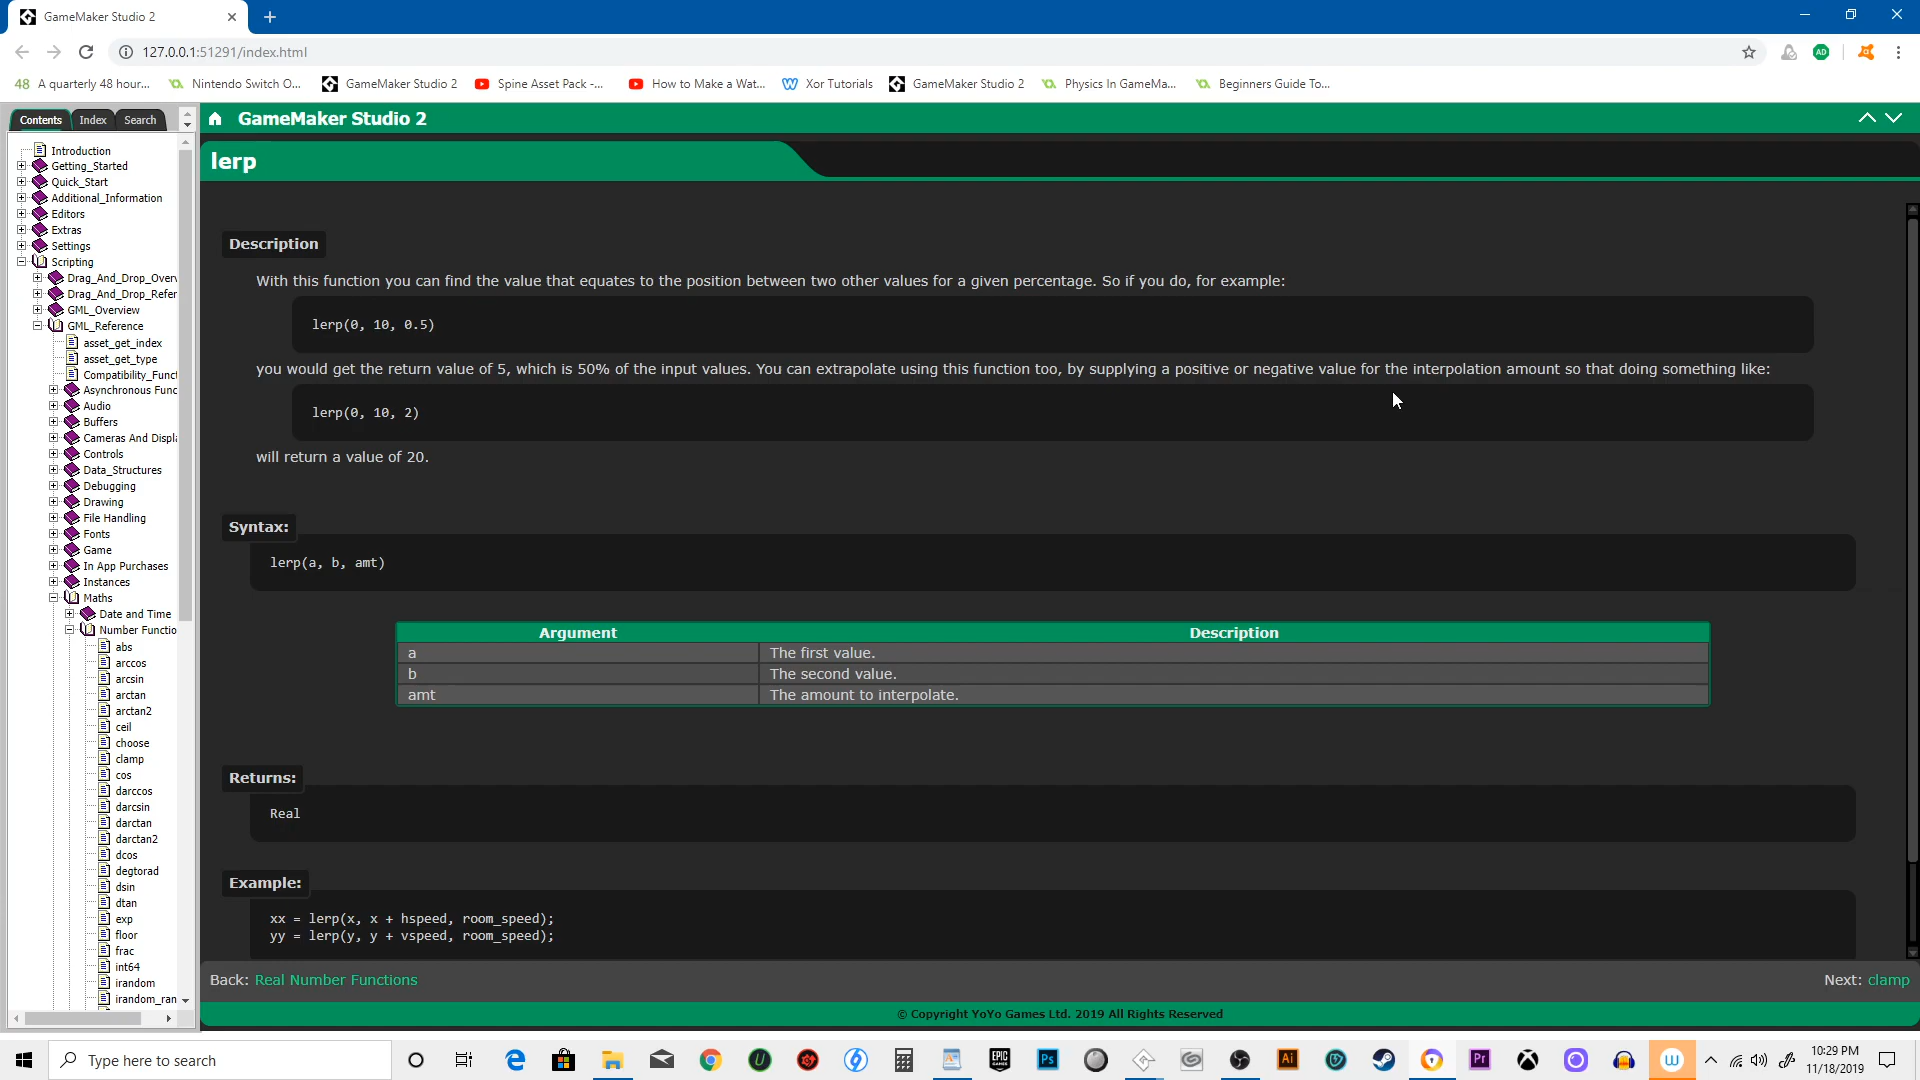 GameMaker Studio 2
127.0.0.1:51291/index.html
48 A quarterly 48 hour...
Nintendo Switch O...
GameMaker Studio 2
Spine Asset Pack -...
How to Make a Wat...
Xor Tutorials
GameMaker Studio 2
Physics In GameMa...
Beginners Guide To...
Contents Index Search
GameMaker Studio 2
lerp
Introduction
Getting_Started
Quick_Start
Additional_Information
Editors
Extras
Settings
Scripting
Drag_And_Drop_Overv
Drag_And_Drop_Refer
GML_Overview
GML_Reference
asset_get_index
asset_get_type
Compatibility_Funct
Asynchronous Func
Audio
Buffers
Cameras And Displa
Controls
Data_Structures
Debugging
Drawing
File Handling
Fonts
Game
In App Purchases
Instances
Maths
Date and Time
Number Functio
abs
arccos
arcsin
arctan
arctan2
ceil
choose
clamp
cos
darccos
darcsin
darctan
darctan2
dcos
degtorad
dsin
dtan
exp
floor
frac
int64
irandom
irandom_ran
Description
With this function you can find the value that equates to the position between two other values for a given percentage. So if you do, for example:
lerp(0, 10, 0.5)
you would get the return value of 5, which is 50% of the input values. You can extrapolate using this function too, by supplying a positive or negative value for the interpolation amount so that doing something like:
lerp(0, 10, 2)
will return a value of 20.
Syntax:
lerp(a, b, amt)
Argument Description
a The first value.
b The second value.
amt The amount to interpolate.
Returns:
Real
Example:
xx = lerp(x, x + hspeed, room_speed);
yy = lerp(y, y + vspeed, room_speed);
Back: Real Number Functions
Next: clamp
© Copyright YoYo Games Ltd. 2019 All Rights Reserved
Type here to search
10:29 PM
11/18/2019